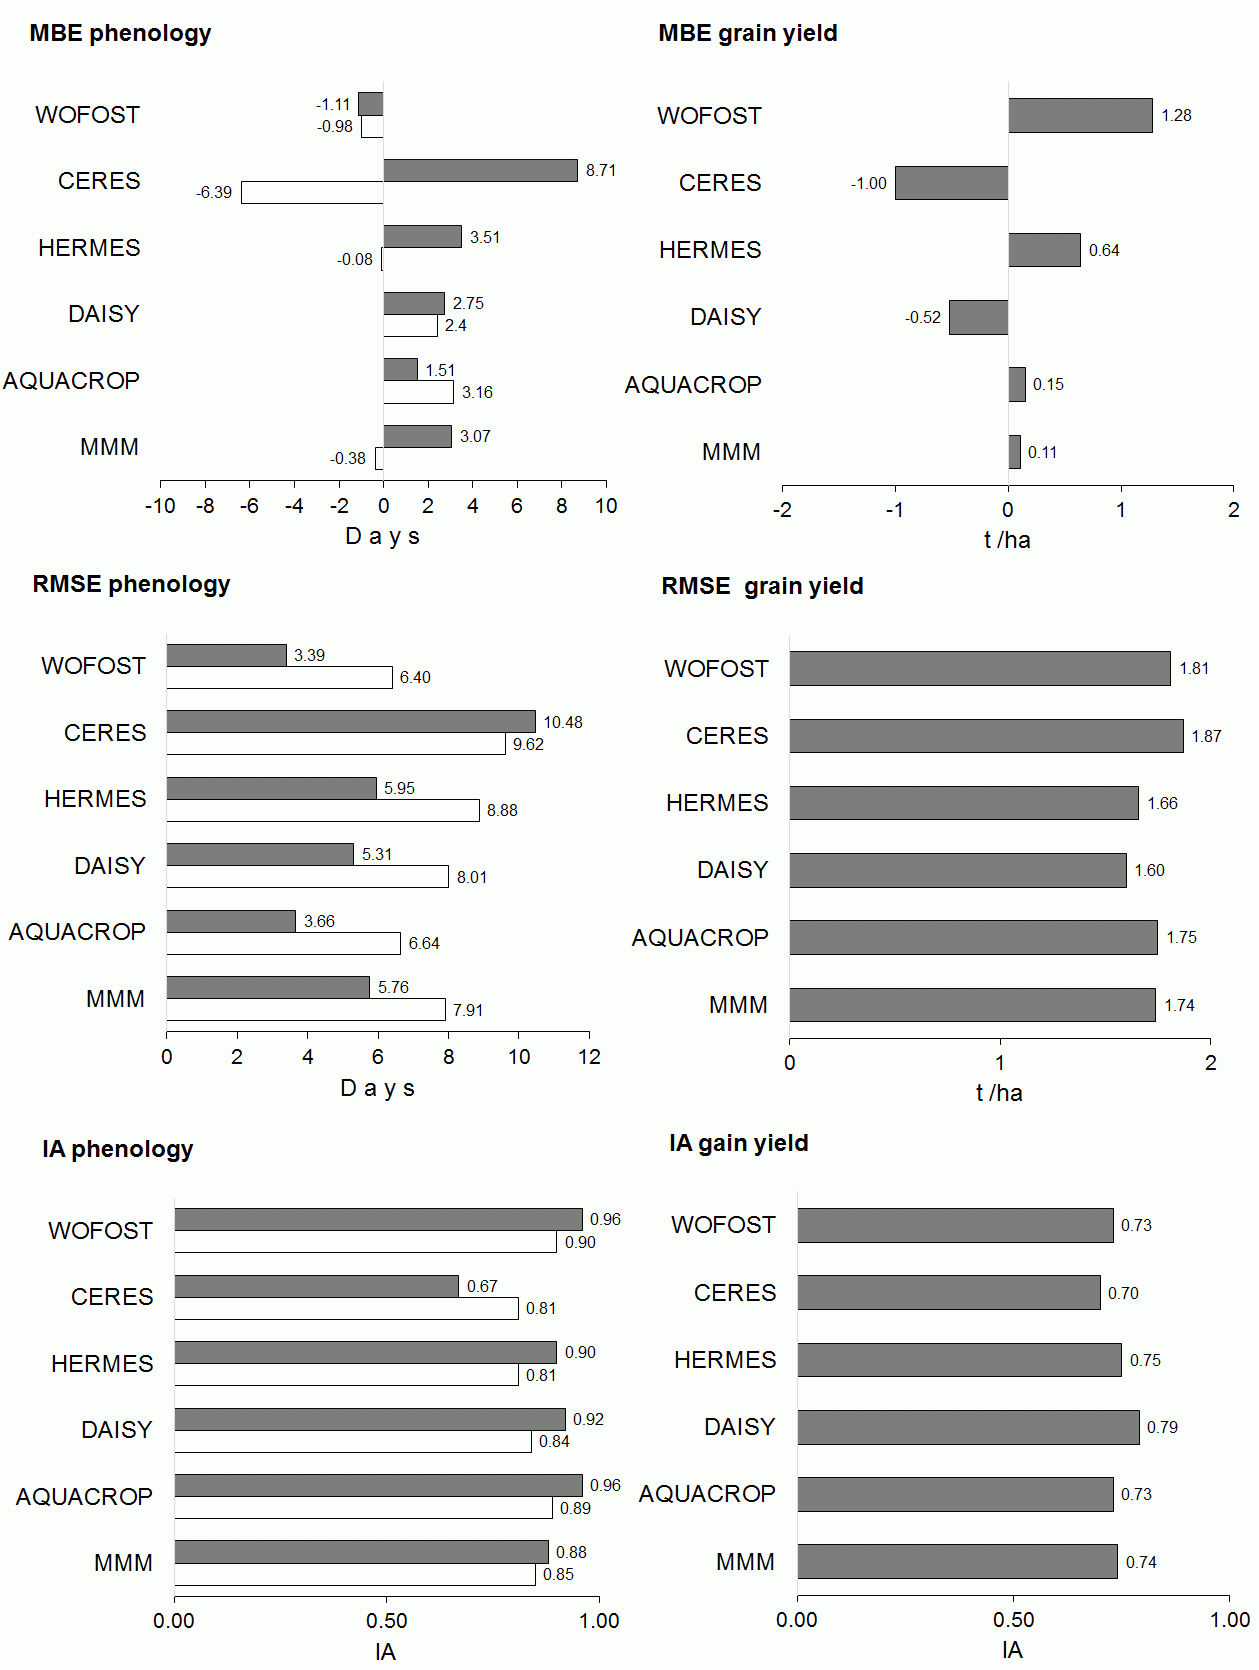 MBE phenology
WOFOST
-1.11
-0.98
CERES
8.71
-6.39
HERMES
3.51
-0.08
DAISY
2.75
2.4
AQUACROP
1.51
3.16
MMM
3.07
-0.38
-10 -8 -6 -4 -2 0 2 4 6 8 10
D a y s
MBE grain yield
WOFOST 1.28
CERES -1.00
HERMES 0.64
DAISY -0.52
AQUACROP 0.15
MMM 0.11
-2 -1 0 1 2
t /ha
RMSE phenology
WOFOST
3.39
6.40
CERES
10.48
9.62
HERMES
5.95
8.88
DAISY
5.31
8.01
AQUACROP
3.66
6.64
MMM
5.76
7.91
0 2 4 6 8 10 12
D a y s
RMSE grain yield
WOFOST 1.81
CERES 1.87
HERMES 1.66
DAISY 1.60
AQUACROP 1.75
MMM 1.74
0 1 2
t /ha
IA phenology
WOFOST
0.96
0.90
CERES
0.67
0.81
HERMES
0.90
0.81
DAISY
0.92
0.84
AQUACROP
0.96
0.89
MMM
0.88
0.85
0.00 0.50 1.00
IA
IA gain yield
WOFOST 0.73
CERES 0.70
HERMES 0.75
DAISY 0.79
AQUACROP 0.73
MMM 0.74
0.00 0.50 1.00
IA